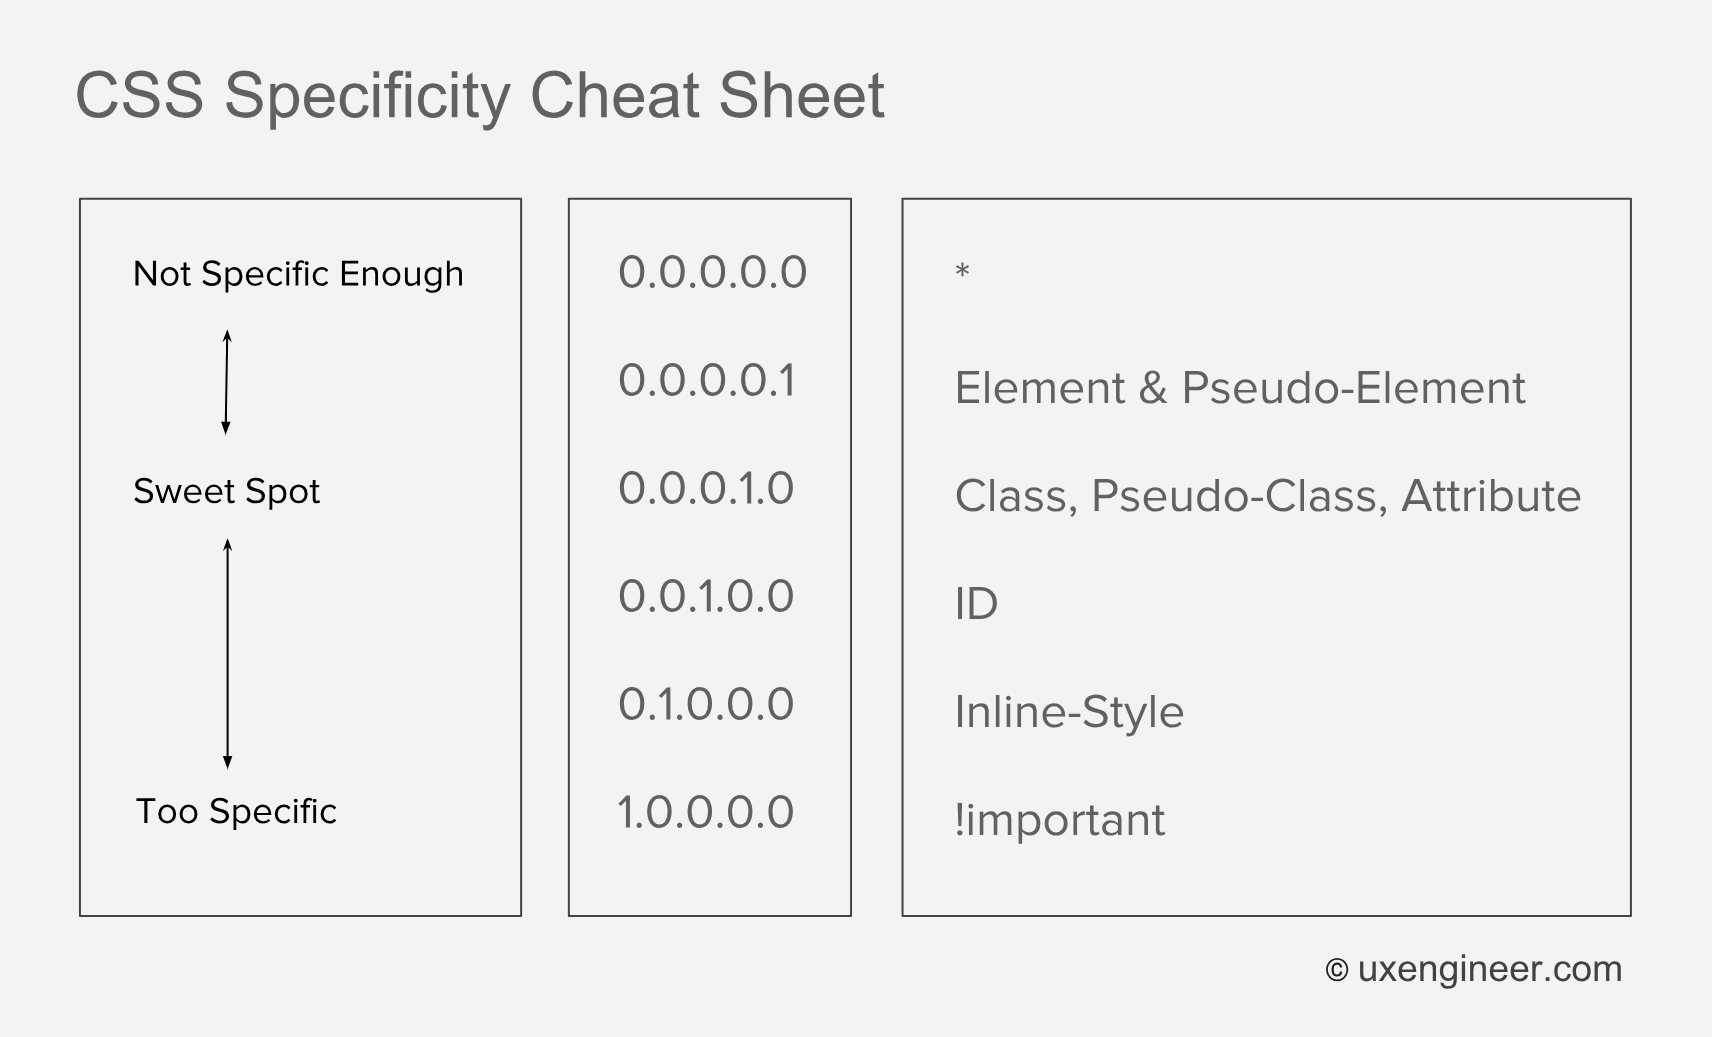 CSS Specificity Cheat Sheet
Not Specific Enough
Sweet Spot
Too Specific
0.0.0.0.0
0.0.0.0.1
0.0.0.1.0
0.0.1.0.0
0.1.0.0.0
1.0.0.0.0
*
Element & Pseudo-Element
Class, Pseudo-Class, Attribute
ID
Inline-Style
!important
© uxengineer.com